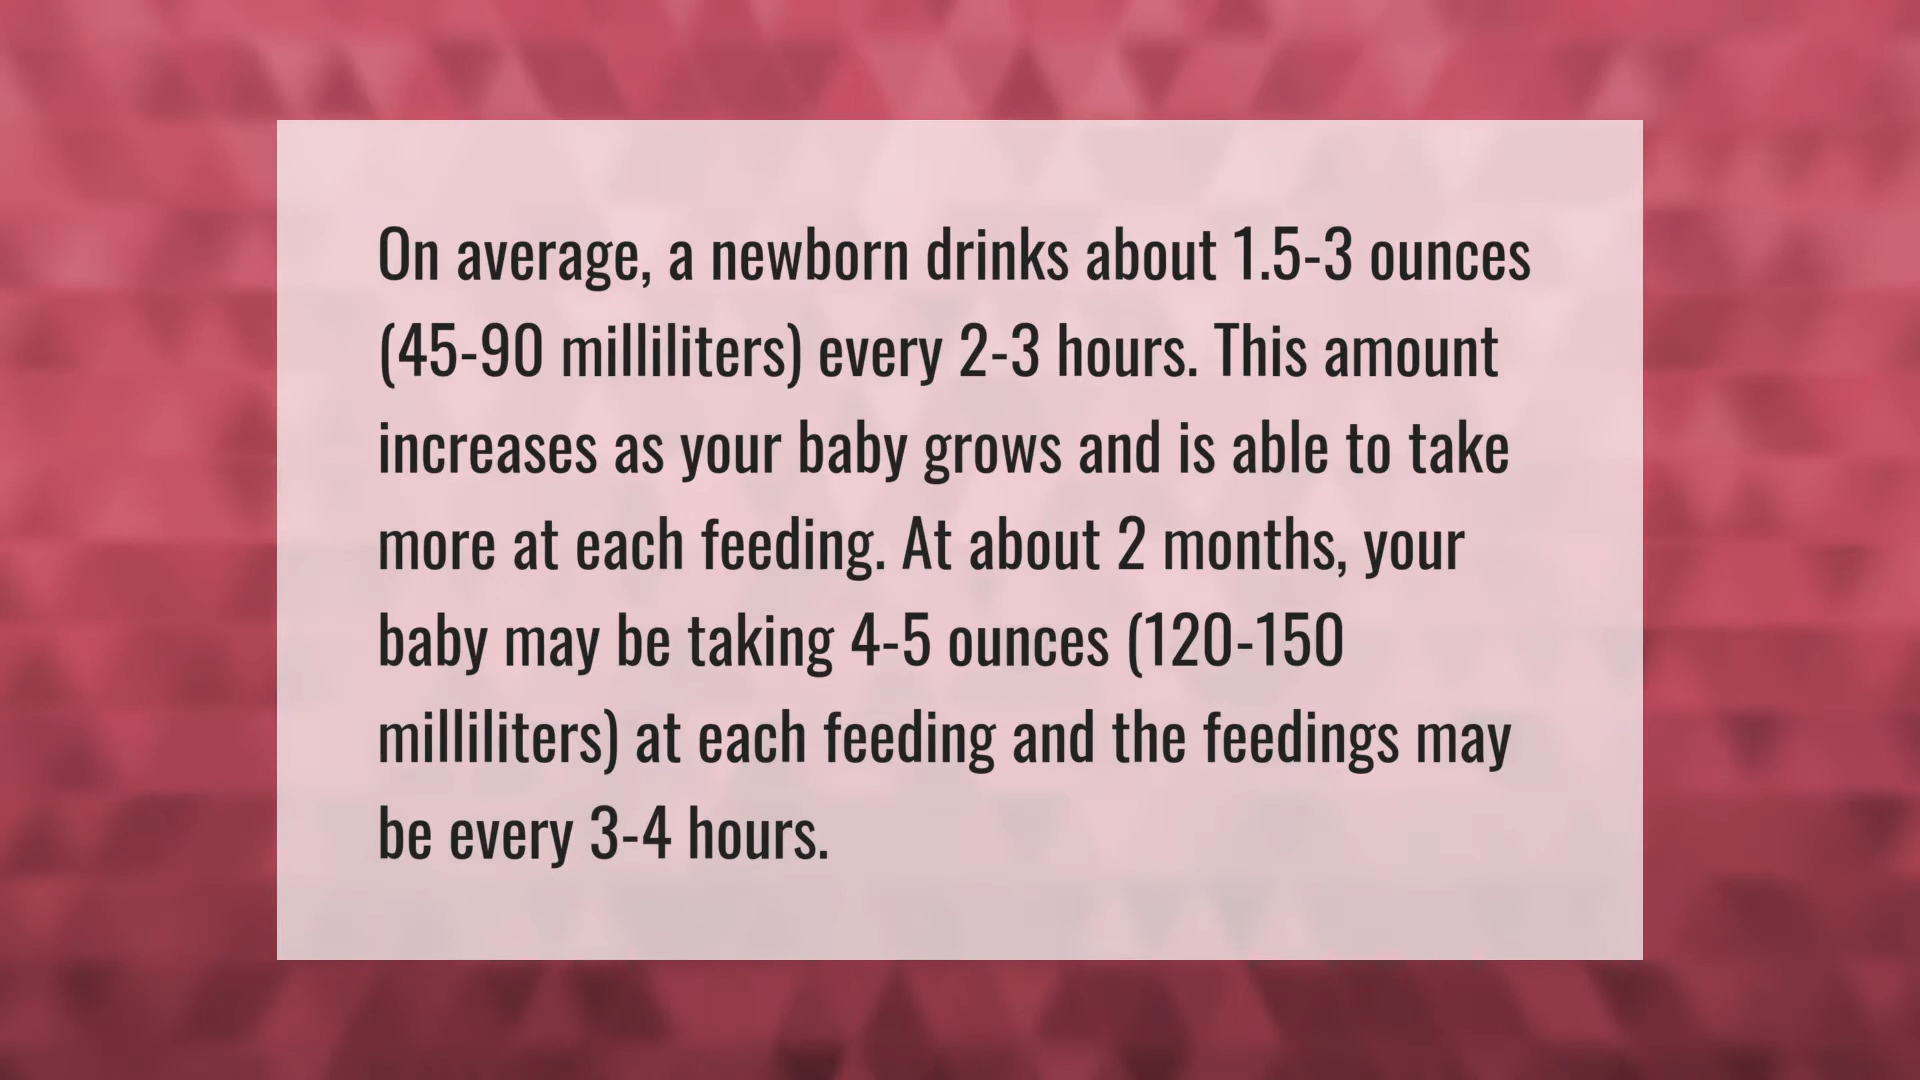 On average, a newborn drinks about 1.5-3 ounces
(45-90 milliliters) every 2-3 hours. This amount
increases as your baby grows and is able to take
more at each feeding. At about 2 months, your
baby may be taking 4-5 ounces (120-150
milliliters) at each feeding and the feedings may
be every 3-4 hours.